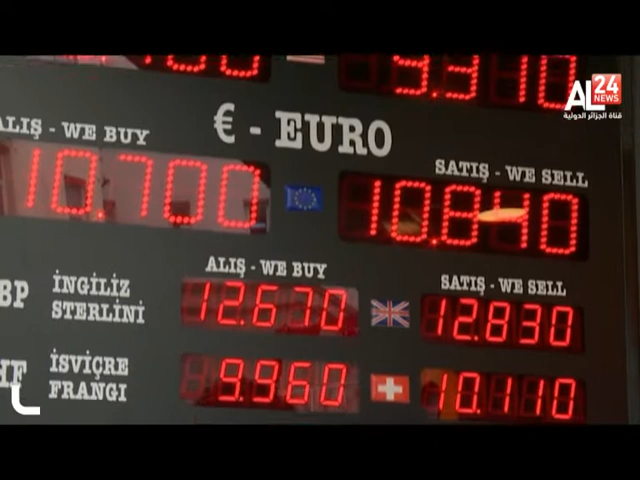 9.310
AL 24 NEWS
قناة الجزائر الدولية
€ - EURO
ALIŞ - WE BUY
SATIŞ - WE SELL
10.700
10.840
ALIŞ - WE BUY
SATIŞ - WE SELL
İNGİLİZ
STERLİNİ
12.670
12.830
İSVİÇRE
FRANGI
9.960
10.110